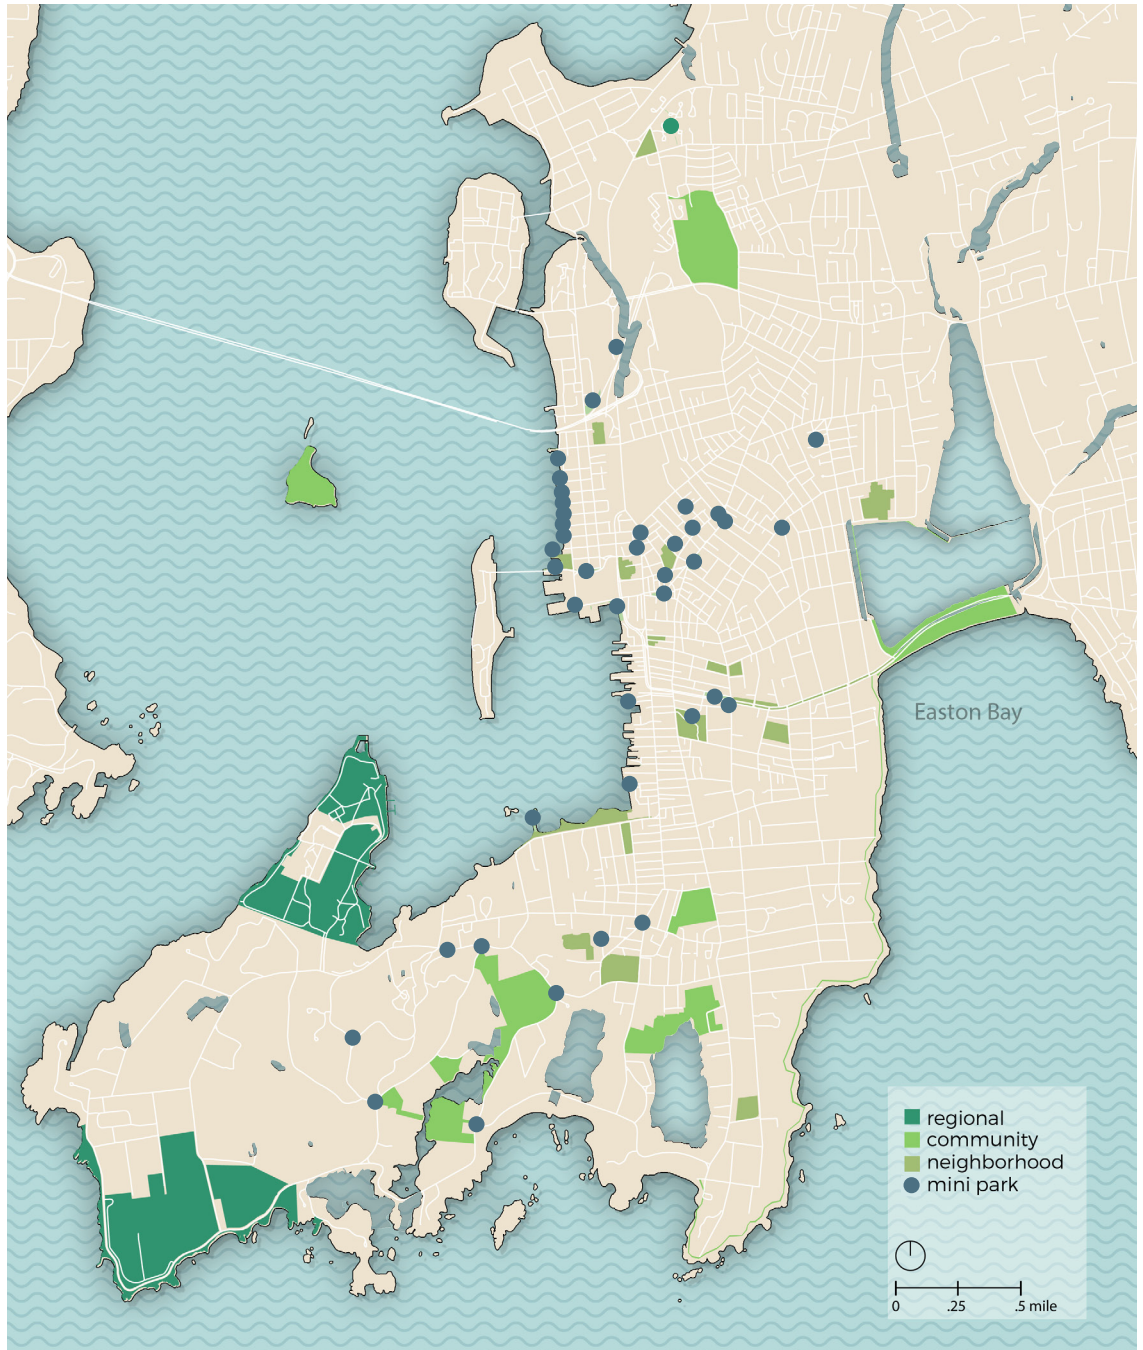 Easton Bay
regional
community
neighborhood
mini park
0 .25 .5 mile